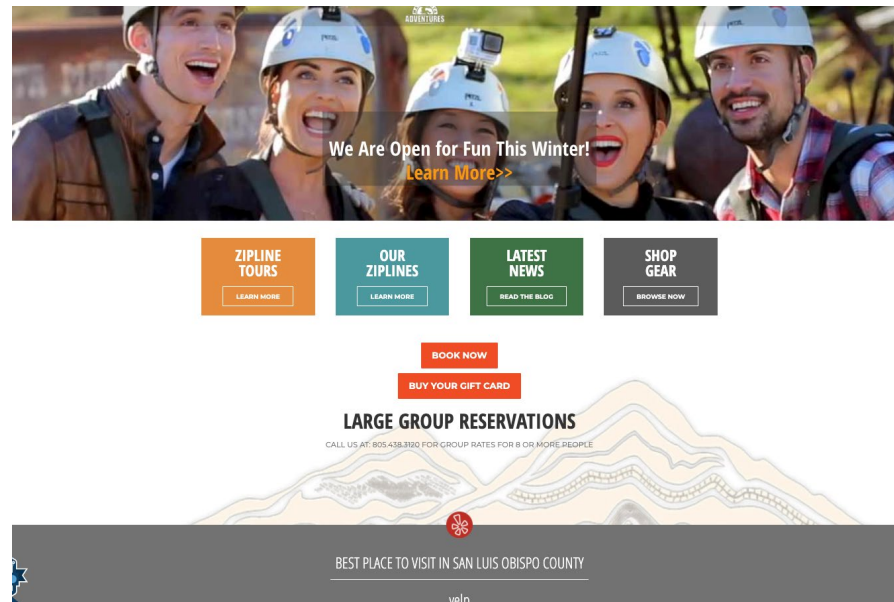 ADVENTURES
PETZL
PETZL
We Are Open for Fun This Winter!
Learn More>>
ZIPLINE
TOURS
LEARN MORE
OUR
ZIPLINES
LEARN MORE
LATEST
NEWS
READ THE BLOG
SHOP
GEAR
BROWSE NOW
BOOK NOW
BUY YOUR GIFT CARD
LARGE GROUP RESERVATIONS
CALL US AT: 805.438.3120 FOR GROUP RATES FOR 8 OR MORE PEOPLE
BEST PLACE TO VISIT IN SAN LUIS OBISPO COUNTY
yelp